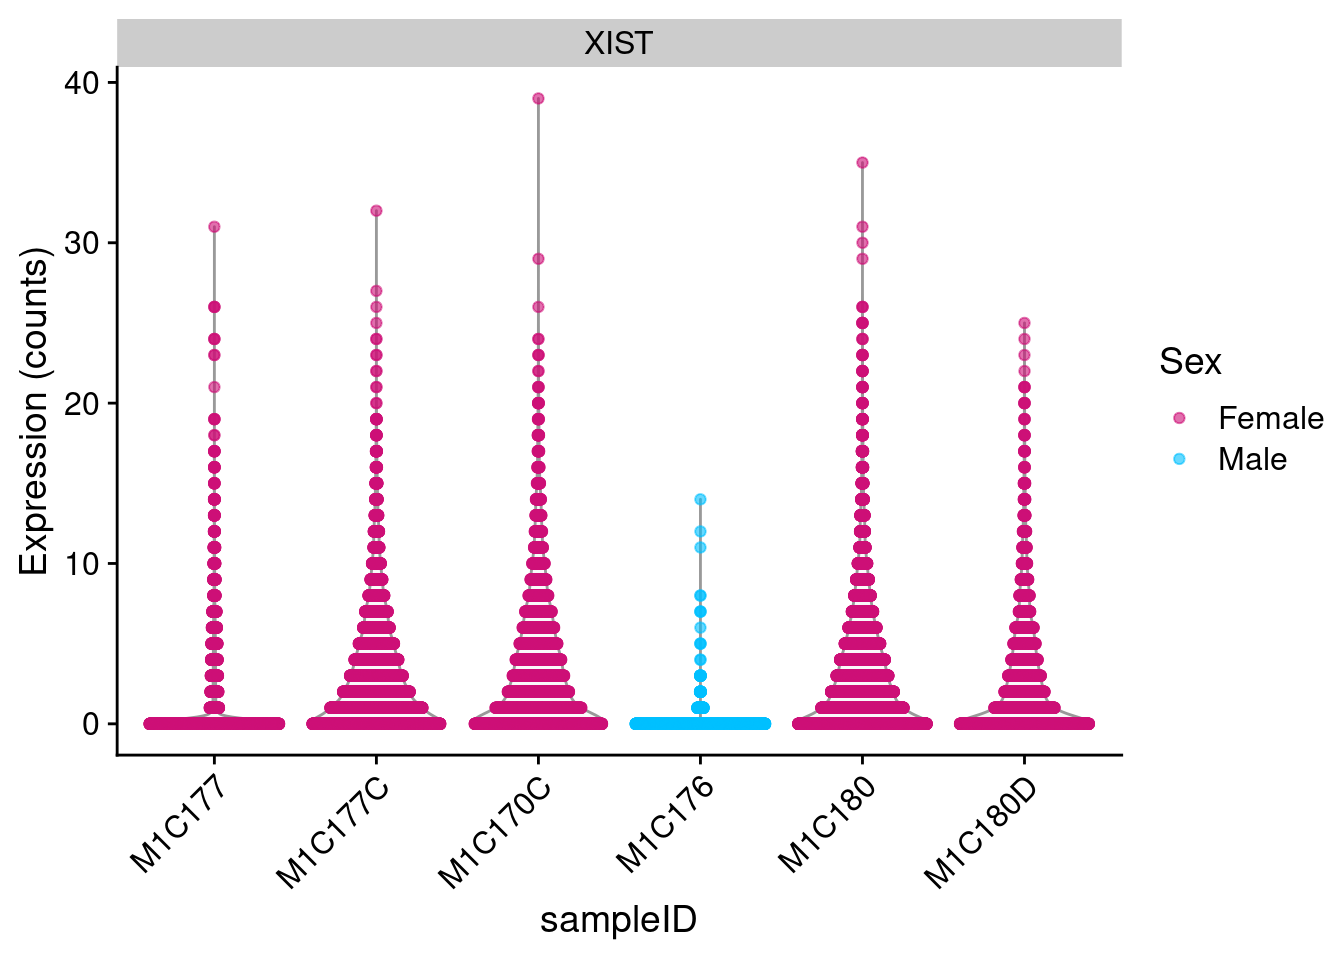 XIST
40
30
20
10
0
Expression (counts)
M1C177
M1C177C
M1C170C
M1C176
M1C180
M1C180D
sampleID
Sex
Female
Male